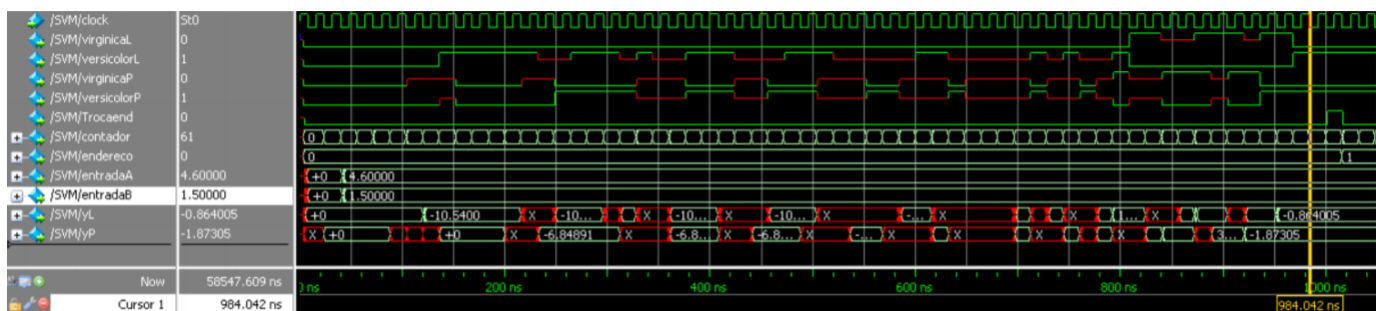 /SVM/clock St0
/SVM/virginicaL 0
/SVM/versicolorL 1
/SVM/virginicaP 0
/SVM/versicolorP 1
/SVM/Trocaend 0
/SVM/contador 61 0
/SVM/endereco 0 0 1
/SVM/entradaA 4.60000 +0 4.60000
/SVM/entradaB 1.50000 +0 1.50000
/SVM/yL -0.864005 +0 -10.5400 X -10... X -10... X -10... X -... X X 1... X -0.864005
/SVM/yP -1.87305 X +0 +0 X -6.84891 X -6.8... X -6.8... X -... X X X X 3... -1.87305
Now 58547.609 ns ns 200 ns 400 ns 600 ns 800 ns 1000 ns
Cursor 1 984.042 ns 984.042 ns